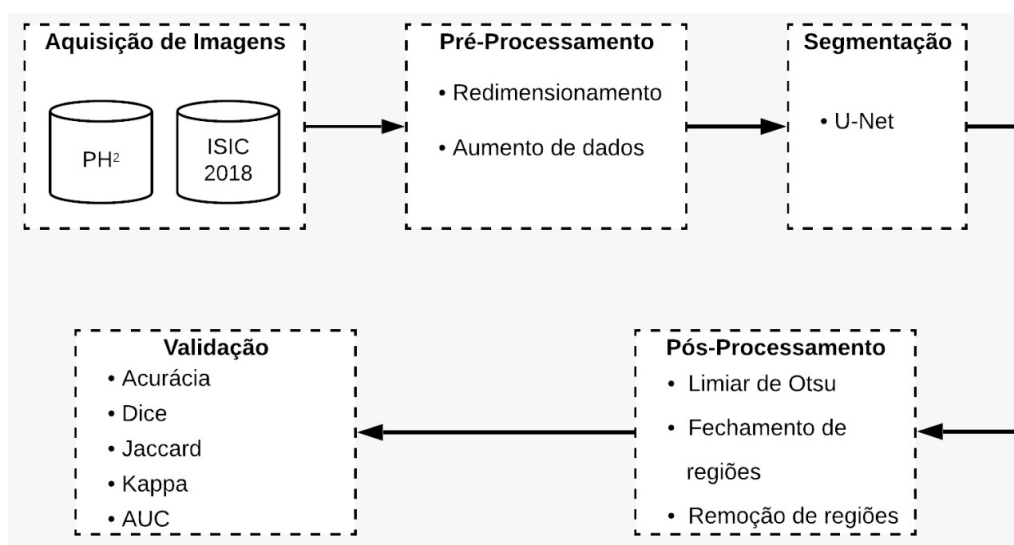 Aquisição de Imagens
PH²
ISIC
2018
Pré-Processamento
• Redimensionamento
• Aumento de dados
Segmentação
• U-Net
Validação
• Acurácia
• Dice
• Jaccard
• Kappa
• AUC
Pós-Processamento
• Limiar de Otsu
• Fechamento de
regiões
• Remoção de regiões